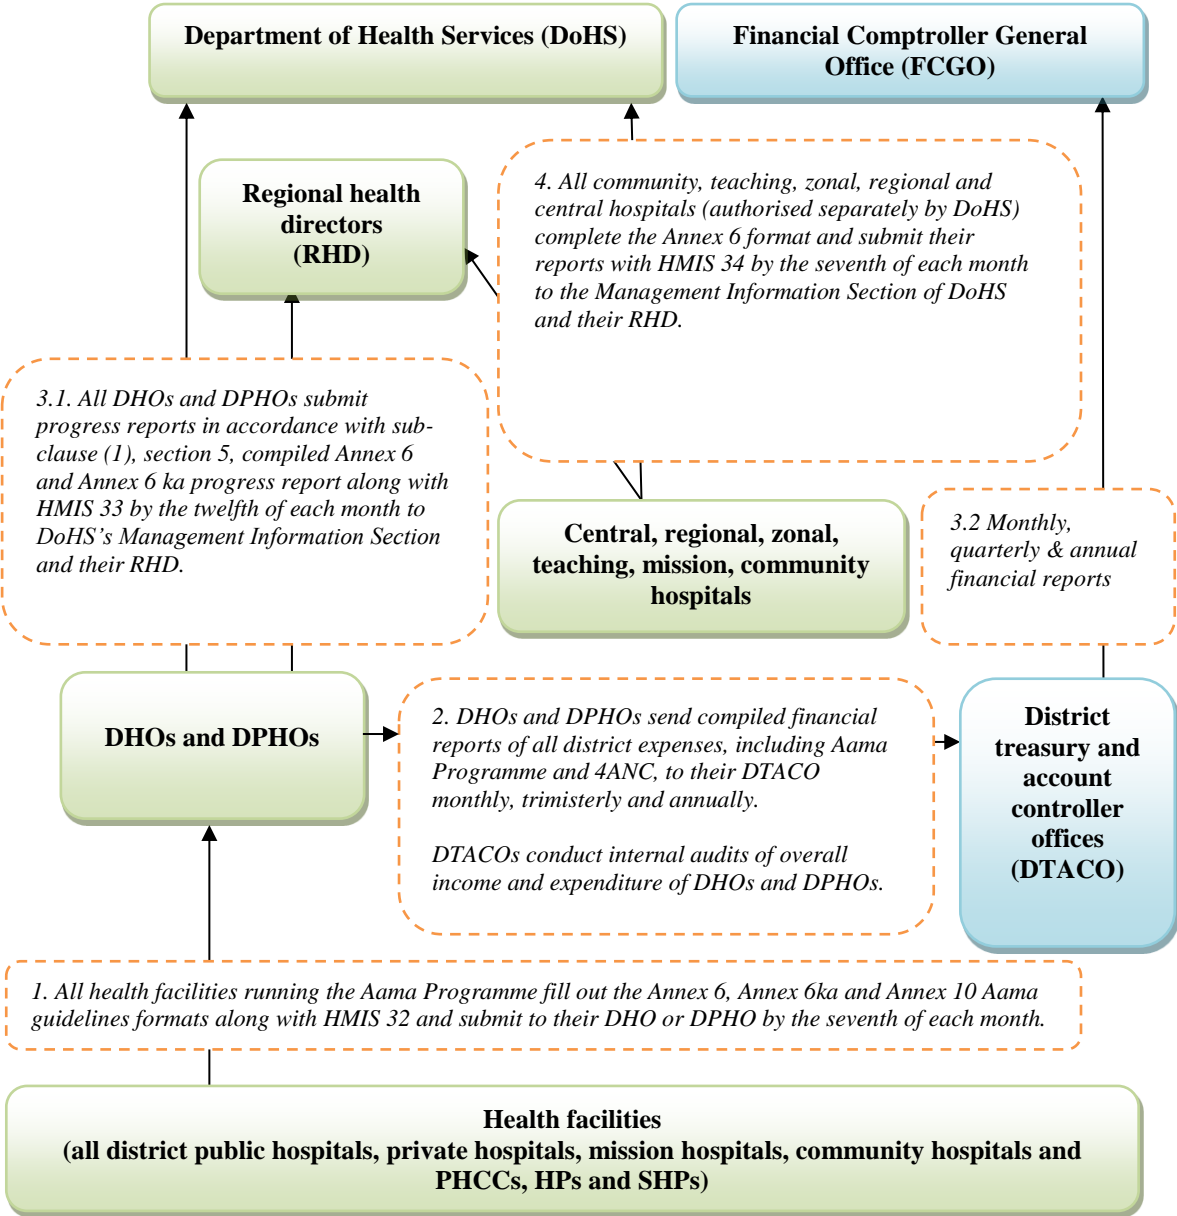 Department of Health Services (DoHS)
Financial Comptroller General
Office (FCGO)
Regional health
directors
(RHD)
4. All community, teaching, zonal, regional and
central hospitals (authorised separately by DoHS)
complete the Annex 6 format and submit their
reports with HMIS 34 by the seventh of each month
to the Management Information Section of DoHS
and their RHD.
3.1. All DHOs and DPHOs submit
progress reports in accordance with sub-
clause (1), section 5, compiled Annex 6
and Annex 6 ka progress report along with
HMIS 33 by the twelfth of each month to
DoHS’s Management Information Section
and their RHD.
Central, regional, zonal,
teaching, mission, community
hospitals
3.2 Monthly,
quarterly & annual
financial reports
DHOs and DPHOs
2. DHOs and DPHOs send compiled financial
reports of all district expenses, including Aama
Programme and 4ANC, to their DTACO
monthly, trimisterly and annually.
DTACOs conduct internal audits of overall
income and expenditure of DHOs and DPHOs.
District
treasury and
account
controller
offices
(DTACO)
1. All health facilities running the Aama Programme fill out the Annex 6, Annex 6ka and Annex 10 Aama
guidelines formats along with HMIS 32 and submit to their DHO or DPHO by the seventh of each month.
Health facilities
(all district public hospitals, private hospitals, mission hospitals, community hospitals and
PHCCs, HPs and SHPs)